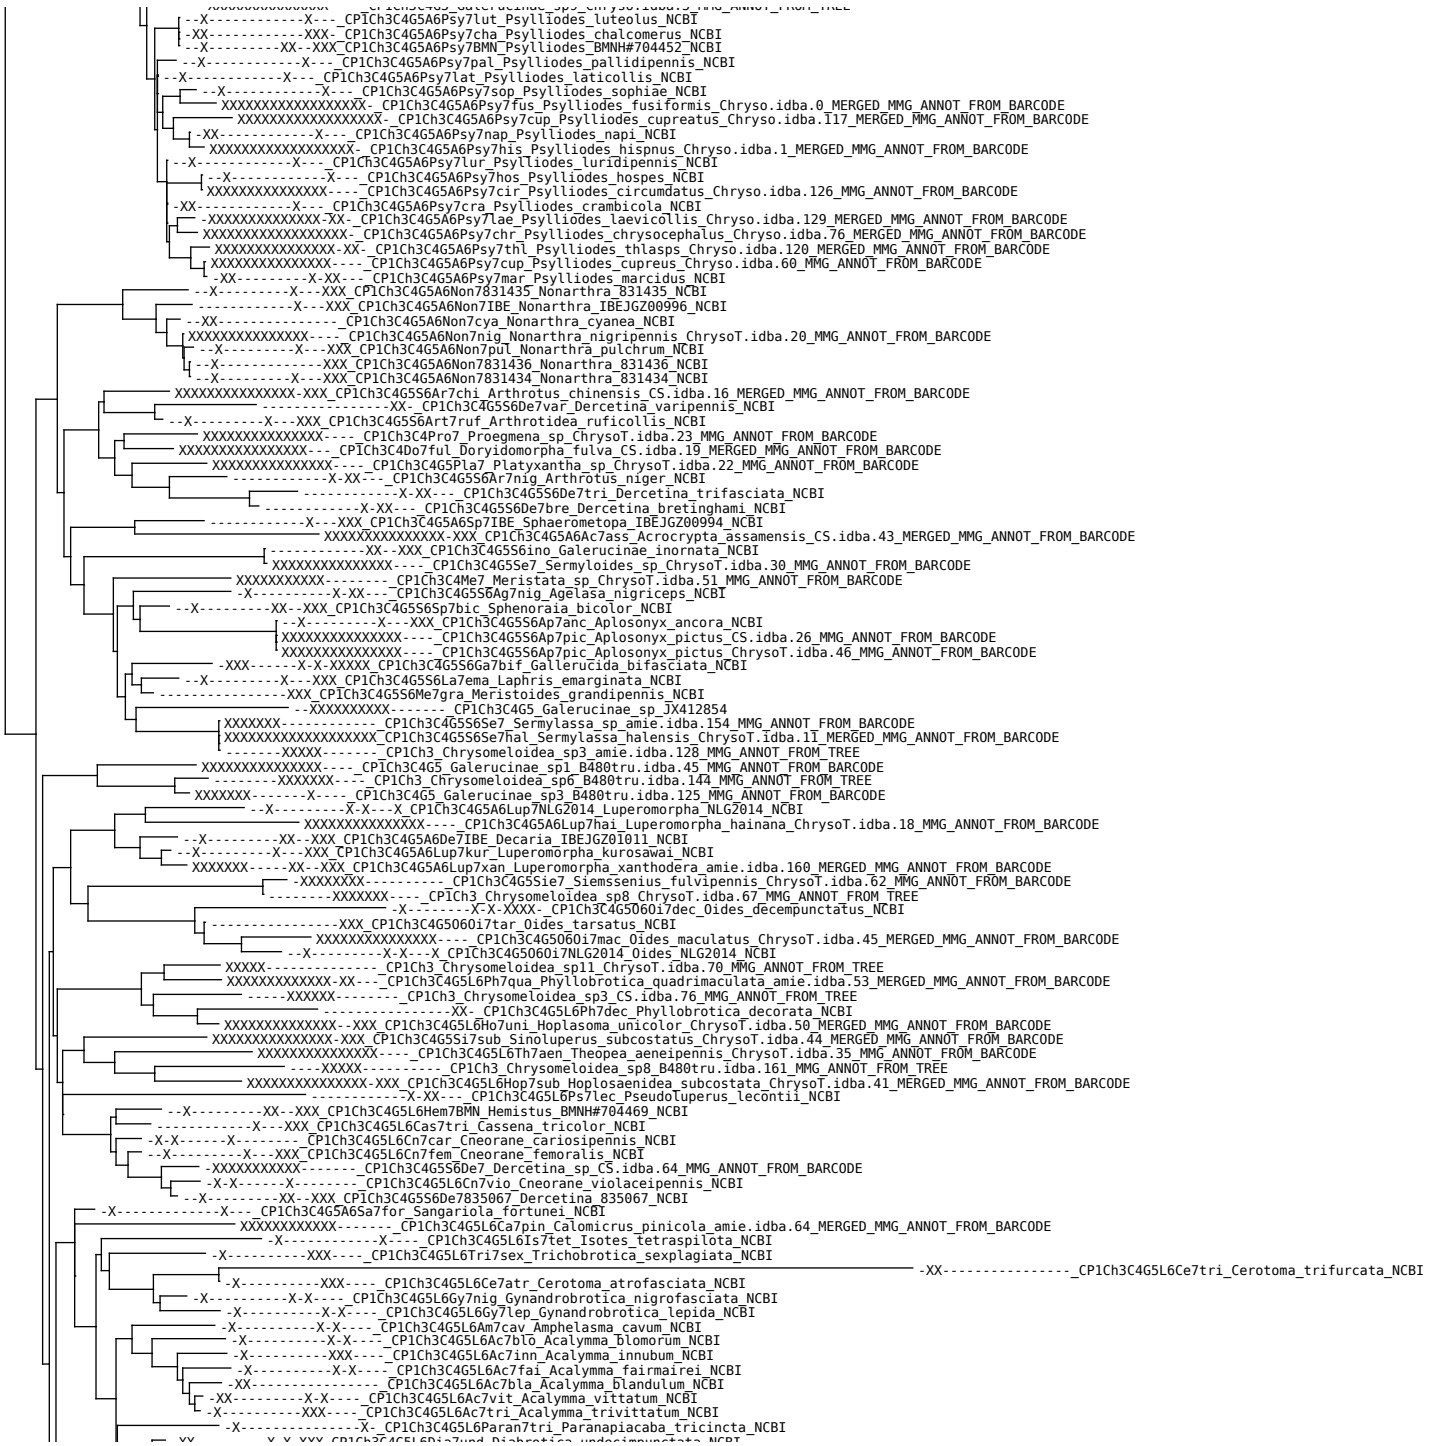 --X------------X---_CP1Ch3C4G5A6Psy7lut_Psylliodes_luteolus_NCBI
-XX------------XXX-_CP1Ch3C4G5A6Psy7cha_Psylliodes_chalcomerus_NCBI
--X---------XX--XXX_CP1Ch3C4G5A6Psy7BMN_Psylliodes_BMNH#704452_NCBI
--X------------X---_CP1Ch3C4G5A6Psy7pal_Psylliodes_pallidipennis_NCBI
--X------------X---_CP1Ch3C4G5A6Psy7lat_Psylliodes_laticollis_NCBI
--X------------X---_CP1Ch3C4G5A6Psy7sop_Psylliodes_sophiae_NCBI
XXXXXXXXXXXXXXXXXX-_CP1Ch3C4G5A6Psy7fus_Psylliodes_fusiformis_Chryso.idba.0_MERGED_MMG_ANNOT_FROM_BARCODE
XXXXXXXXXXXXXXXXXX-_CP1Ch3C4G5A6Psy7cup_Psylliodes_cupreatus_Chryso.idba.117_MERGED_MMG_ANNOT_FROM_BARCODE
-XX------------X---_CP1Ch3C4G5A6Psy7nap_Psylliodes_napi_NCBI
XXXXXXXXXXXXXXXXXX-_CP1Ch3C4G5A6Psy7his_Psylliodes_hispnus_Chryso.idba.1_MERGED_MMG_ANNOT_FROM_BARCODE
--X------------X---_CP1Ch3C4G5A6Psy7lur_Psylliodes_luridipennis_NCBI
--X------------X---_CP1Ch3C4G5A6Psy7hos_Psylliodes_hospes_NCBI
XXXXXXXXXXXXXXX----_CP1Ch3C4G5A6Psy7cir_Psylliodes_circumdatus_Chryso.idba.126_MMG_ANNOT_FROM_BARCODE
-XX------------X---_CP1Ch3C4G5A6Psy7cra_Psylliodes_crambicola_NCBI
-XXXXXXXXXXXXXX-XX-_CP1Ch3C4G5A6Psy7lae_Psylliodes_laevicollis_Chryso.idba.129_MERGED_MMG_ANNOT_FROM_BARCODE
XXXXXXXXXXXXXXXXXX-_CP1Ch3C4G5A6Psy7chr_Psylliodes_chrysocephalus_Chryso.idba.76_MERGED_MMG_ANNOT_FROM_BARCODE
XXXXXXXXXXXXXXX-XX-_CP1Ch3C4G5A6Psy7thl_Psylliodes_thlasps_Chryso.idba.120_MERGED_MMG_ANNOT_FROM_BARCODE
XXXXXXXXXXXXXXX----_CP1Ch3C4G5A6Psy7cup_Psylliodes_cupreus_Chryso.idba.60_MMG_ANNOT_FROM_BARCODE
-XX---------X-XX---_CP1Ch3C4G5A6Psy7mar_Psylliodes_marcidus_NCBI
--X---------X---XXX_CP1Ch3C4G5A6Non7831435_Nonarthra_831435_NCBI
------------X---XXX_CP1Ch3C4G5A6Non7IBE_Nonarthra_IBEJGZ00996_NCBI
--XX---------------_CP1Ch3C4G5A6Non7cya_Nonarthra_cyanea_NCBI
XXXXXXXXXXXXXXX----_CP1Ch3C4G5A6Non7nig_Nonarthra_nigripennis_ChrysoT.idba.20_MMG_ANNOT_FROM_BARCODE
--X---------X---XXX_CP1Ch3C4G5A6Non7pul_Nonarthra_pulchrum_NCBI
--X-------------XXX_CP1Ch3C4G5A6Non7831436_Nonarthra_831436_NCBI
--X---------X---XXX_CP1Ch3C4G5A6Non7831434_Nonarthra_831434_NCBI
XXXXXXXXXXXXXXX-XXX_CP1Ch3C4G5S6Ar7chi_Arthrotus_chinensis_CS.idba.16_MERGED_MMG_ANNOT_FROM_BARCODE
----------------XX-_CP1Ch3C4G5S6De7var_Dercetina_varipennis_NCBI
--X---------X---XXX_CP1Ch3C4G5S6Art7ruf_Arthrotidea_ruficollis_NCBI
XXXXXXXXXXXXXXX----_CP1Ch3C4Pro7_Proegmena_sp_ChrysoT.idba.23_MMG_ANNOT_FROM_BARCODE
XXXXXXXXXXXXXXXX---_CP1Ch3C4Do7ful_Doryidomorpha_fulva_CS.idba.19_MERGED_MMG_ANNOT_FROM_BARCODE
XXXXXXXXXXXXXXX----_CP1Ch3C4G5Pla7_Platyxantha_sp_ChrysoT.idba.22_MMG_ANNOT_FROM_BARCODE
------------X-XX---_CP1Ch3C4G5S6Ar7nig_Arthrotus_niger_NCBI
------------X-XX---_CP1Ch3C4G5S6De7tri_Dercetina_trifasciata_NCBI
------------X-XX---_CP1Ch3C4G5S6De7bre_Dercetina_bretinghami_NCBI
------------X---XXX_CP1Ch3C4G5A6Sp7IBE_Sphaerometopa_IBEJGZ00994_NCBI
XXXXXXXXXXXXXXX-XXX_CP1Ch3C4G5A6Ac7ass_Acrocrypta_assamensis_CS.idba.43_MERGED_MMG_ANNOT_FROM_BARCODE
------------XX--XXX_CP1Ch3C4G5S6ino_Galerucinae_inornata_NCBI
XXXXXXXXXXXXXXX----_CP1Ch3C4G5Se7_Sermyloides_sp_ChrysoT.idba.30_MMG_ANNOT_FROM_BARCODE
XXXXXXXXXXX--------_CP1Ch3C4Me7_Meristata_sp_ChrysoT.idba.51_MMG_ANNOT_FROM_BARCODE
-X----------X-XX---_CP1Ch3C4G5S6Ag7nig_Agelasa_nigriceps_NCBI
--X---------XX--XXX_CP1Ch3C4G5S6Sp7bic_Sphenoraia_bicolor_NCBI
--X---------X---XXX_CP1Ch3C4G5S6Ap7anc_Aplosonyx_ancora_NCBI
XXXXXXXXXXXXXXX----_CP1Ch3C4G5S6Ap7pic_Aplosonyx_pictus_CS.idba.26_MMG_ANNOT_FROM_BARCODE
XXXXXXXXXXXXXXX----_CP1Ch3C4G5S6Ap7pic_Aplosonyx_pictus_ChrysoT.idba.46_MMG_ANNOT_FROM_BARCODE
-XXX------X-X-XXXXX_CP1Ch3C4G5S6Ga7bif_Gallerucida_bifasciata_NCBI
--X---------X---XXX_CP1Ch3C4G5S6La7ema_Laphris_emarginata_NCBI
----------------XXX_CP1Ch3C4G5S6Me7gra_Meristoides_grandipennis_NCBI
--XXXXXXXXXX-------_CP1Ch3C4G5_Galerucinae_sp_JX412854
XXXXXXX------------_CP1Ch3C4G5S6Se7_Sermylassa_sp_amie.idba.154_MMG_ANNOT_FROM_BARCODE
XXXXXXXXXXXXXXXXXXX_CP1Ch3C4G5S6Se7hal_Sermylassa_halensis_ChrysoT.idba.11_MERGED_MMG_ANNOT_FROM_BARCODE
-------XXXXX-------_CP1Ch3_Chrysomeloidea_sp3_amie.idba.128_MMG_ANNOT_FROM_TREE
XXXXXXXXXXXXXXX----_CP1Ch3C4G5_Galerucinae_sp1_B480tru.idba.45_MMG_ANNOT_FROM_BARCODE
--------XXXXXXX----_CP1Ch3_Chrysomeloidea_sp6_B480tru.idba.144_MMG_ANNOT_FROM_TREE
XXXXXXX-------X----_CP1Ch3C4G5_Galerucinae_sp3_B480tru.idba.125_MMG_ANNOT_FROM_BARCODE
--X---------X-X---X_CP1Ch3C4G5A6Lup7NLG2014_Luperomorpha_NLG2014_NCBI
XXXXXXXXXXXXXXX----_CP1Ch3C4G5A6Lup7hai_Luperomorpha_hainana_ChrysoT.idba.18_MMG_ANNOT_FROM_BARCODE
--X---------XX--XXX_CP1Ch3C4G5A6De7IBE_Decaria_IBEJGZ01011_NCBI
--X---------X---XXX_CP1Ch3C4G5A6Lup7kur_Luperomorpha_kurosawai_NCBI
XXXXXXX-----XX--XXX_CP1Ch3C4G5A6Lup7xan_Luperomorpha_xanthodera_amie.idba.160_MERGED_MMG_ANNOT_FROM_BARCODE
-XXXXXXXX----------_CP1Ch3C4G5Sie7_Siemssenius_fulvipennis_ChrysoT.idba.62_MMG_ANNOT_FROM_BARCODE
--------XXXXXXX----_CP1Ch3_Chrysomeloidea_sp8_ChrysoT.idba.67_MMG_ANNOT_FROM_TREE
-X--------X-X-XXXX-_CP1Ch3C4G5O6Oi7dec_Oides_decempunctatus_NCBI
----------------XXX_CP1Ch3C4G5O6Oi7tar_Oides_tarsatus_NCBI
XXXXXXXXXXXXXXX----_CP1Ch3C4G5O6Oi7mac_Oides_maculatus_ChrysoT.idba.45_MERGED_MMG_ANNOT_FROM_BARCODE
--X---------X-X---X_CP1Ch3C4G5O6Oi7NLG2014_Oides_NLG2014_NCBI
XXXXX--------------_CP1Ch3_Chrysomeloidea_sp11_ChrysoT.idba.70_MMG_ANNOT_FROM_TREE
XXXXXXXXXXXXX-XX---_CP1Ch3C4G5L6Ph7qua_Phyllobrotica_quadrimaculata_amie.idba.53_MERGED_MMG_ANNOT_FROM_BARCODE
-----XXXXXX--------_CP1Ch3_Chrysomeloidea_sp3_CS.idba.76_MMG_ANNOT_FROM_TREE
----------------XX-_CP1Ch3C4G5L6Ph7dec_Phyllobrotica_decorata_NCBI
XXXXXXXXXXXXXX--XXX_CP1Ch3C4G5L6Ho7uni_Hoplasoma_unicolor_ChrysoT.idba.50_MERGED_MMG_ANNOT_FROM_BARCODE
XXXXXXXXXXXXXXX-XXX_CP1Ch3C4G5Si7sub_Sinoluperus_subcostatus_ChrysoT.idba.44_MERGED_MMG_ANNOT_FROM_BARCODE
XXXXXXXXXXXXXXX----_CP1Ch3C4G5L6Th7aen_Theopea_aeneipennis_ChrysoT.idba.35_MMG_ANNOT_FROM_BARCODE
----XXXXX----------_CP1Ch3_Chrysomeloidea_sp8_B480tru.idba.161_MMG_ANNOT_FROM_TREE
XXXXXXXXXXXXXXX-XXX_CP1Ch3C4G5L6Hop7sub_Hoplosaenidea_subcostata_ChrysoT.idba.41_MERGED_MMG_ANNOT_FROM_BARCODE
------------X-XX---_CP1Ch3C4G5L6Ps7lec_Pseudoluperus_lecontii_NCBI
--X---------XX--XXX_CP1Ch3C4G5L6Hem7BMN_Hemistus_BMNH#704469_NCBI
------------X---XXX_CP1Ch3C4G5L6Cas7tri_Cassena_tricolor_NCBI
-X-X------X--------_CP1Ch3C4G5L6Cn7car_Cneorane_cariosipennis_NCBI
--X---------X---XXX_CP1Ch3C4G5L6Cn7fem_Cneorane_femoralis_NCBI
-XXXXXXXXXXX-------_CP1Ch3C4G5S6De7_Dercetina_sp_CS.idba.64_MMG_ANNOT_FROM_BARCODE
-X-X------X--------_CP1Ch3C4G5L6Cn7vio_Cneorane_violaceipennis_NCBI
--X---------XX--XXX_CP1Ch3C4G5S6De7835067_Dercetina_835067_NCBI
-X-------------X---_CP1Ch3C4G5A6Sa7for_Sangariola_fortunei_NCBI
XXXXXXXXXXXX-------_CP1Ch3C4G5L6Ca7pin_Calomicrus_pinicola_amie.idba.64_MERGED_MMG_ANNOT_FROM_BARCODE
-X------------X----_CP1Ch3C4G5L6Is7tet_Isotes_tetraspilota_NCBI
-X----------XXX----_CP1Ch3C4G5L6Tri7sex_Trichobrotica_sexplagiata_NCBI
-XX----------------_CP1Ch3C4G5L6Ce7tri_Cerotoma_trifurcata_NCBI
-X----------XXX----_CP1Ch3C4G5L6Ce7atr_Cerotoma_atrofasciata_NCBI
-X----------X-X----_CP1Ch3C4G5L6Gy7nig_Gynandrobrotica_nigrofasciata_NCBI
-X----------X-X----_CP1Ch3C4G5L6Gy7lep_Gynandrobrotica_lepida_NCBI
-X----------X-X----_CP1Ch3C4G5L6Am7cav_Amphelasma_cavum_NCBI
-X----------X-X----_CP1Ch3C4G5L6Ac7blo_Acalymma_blomorum_NCBI
-X----------XXX----_CP1Ch3C4G5L6Ac7inn_Acalymma_innubum_NCBI
-X----------X-X----_CP1Ch3C4G5L6Ac7fai_Acalymma_fairmairei_NCBI
-XX----------------_CP1Ch3C4G5L6Ac7bla_Acalymma_blandulum_NCBI
-XX---------X-X----_CP1Ch3C4G5L6Ac7vit_Acalymma_vittatum_NCBI
-X----------XXX----_CP1Ch3C4G5L6Ac7tri_Acalymma_trivittatum_NCBI
-X---------------X-_CP1Ch3C4G5L6Paran7tri_Paranapiacaba_tricincta_NCBI